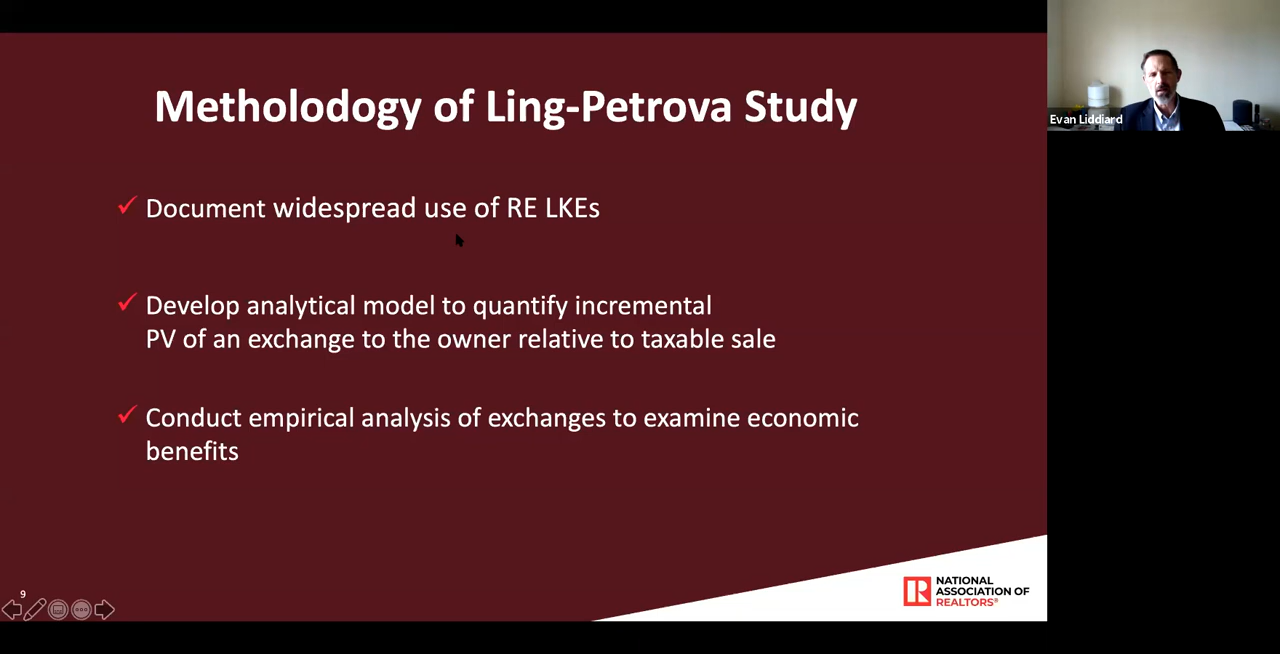 Metholodogy of Ling-Petrova Study
Evan Liddiard
Document widespread use of RE LKEs
Develop analytical model to quantify incremental
PV of an exchange to the owner relative to taxable sale
Conduct empirical analysis of exchanges to examine economic
benefits
9
NATIONAL
ASSOCIATION OF
REALTORS®